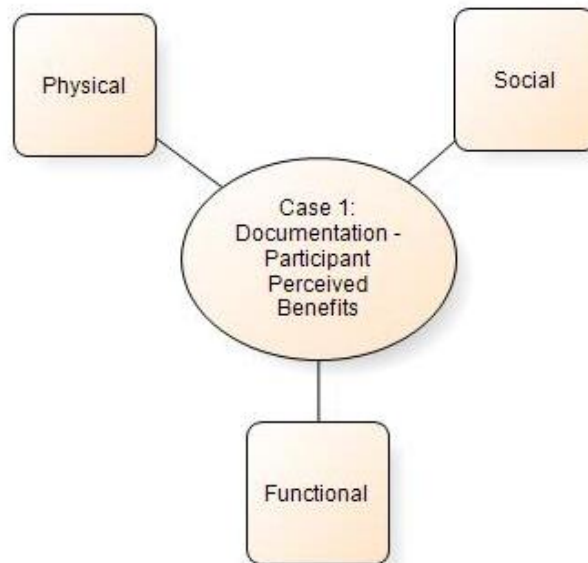 Physical
Social
Case 1:
Documentation -
Participant
Perceived
Benefits
Functional